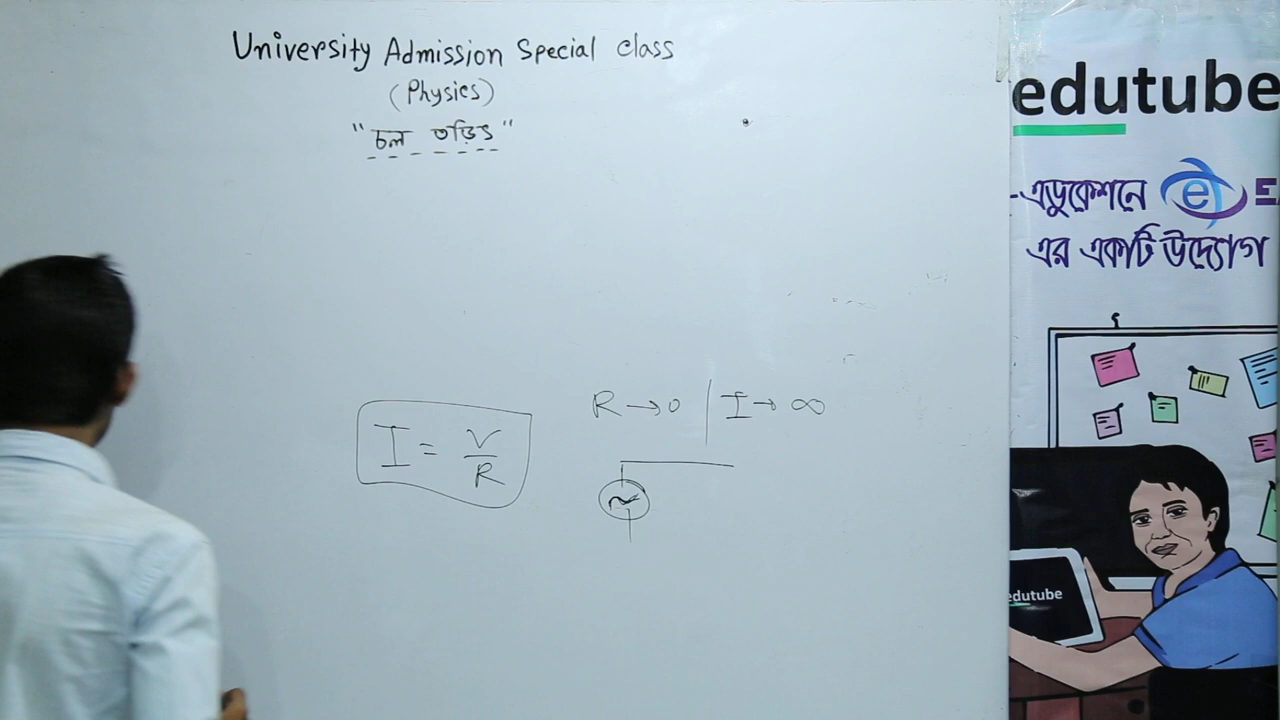 University Admission Special class
(Physics)
"চল তড়িৎ"
I = V/R
R → 0 | I → ∞
edutube
-এডুকেশনে e
এর একটি উদ্যোগ
edutube